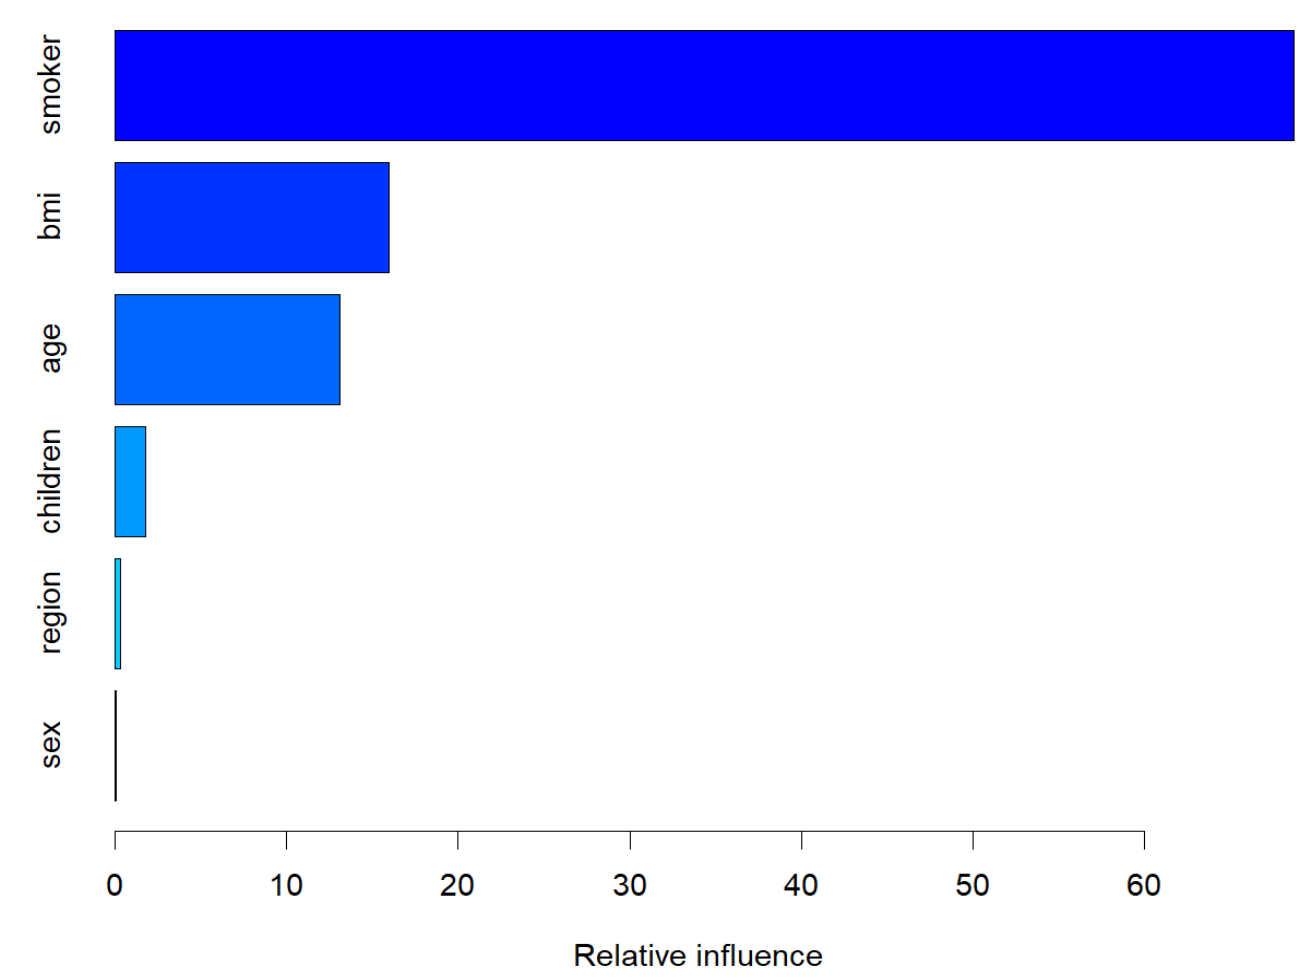 smoker
bmi
age
children
region
sex
0 10 20 30 40 50 60
Relative influence